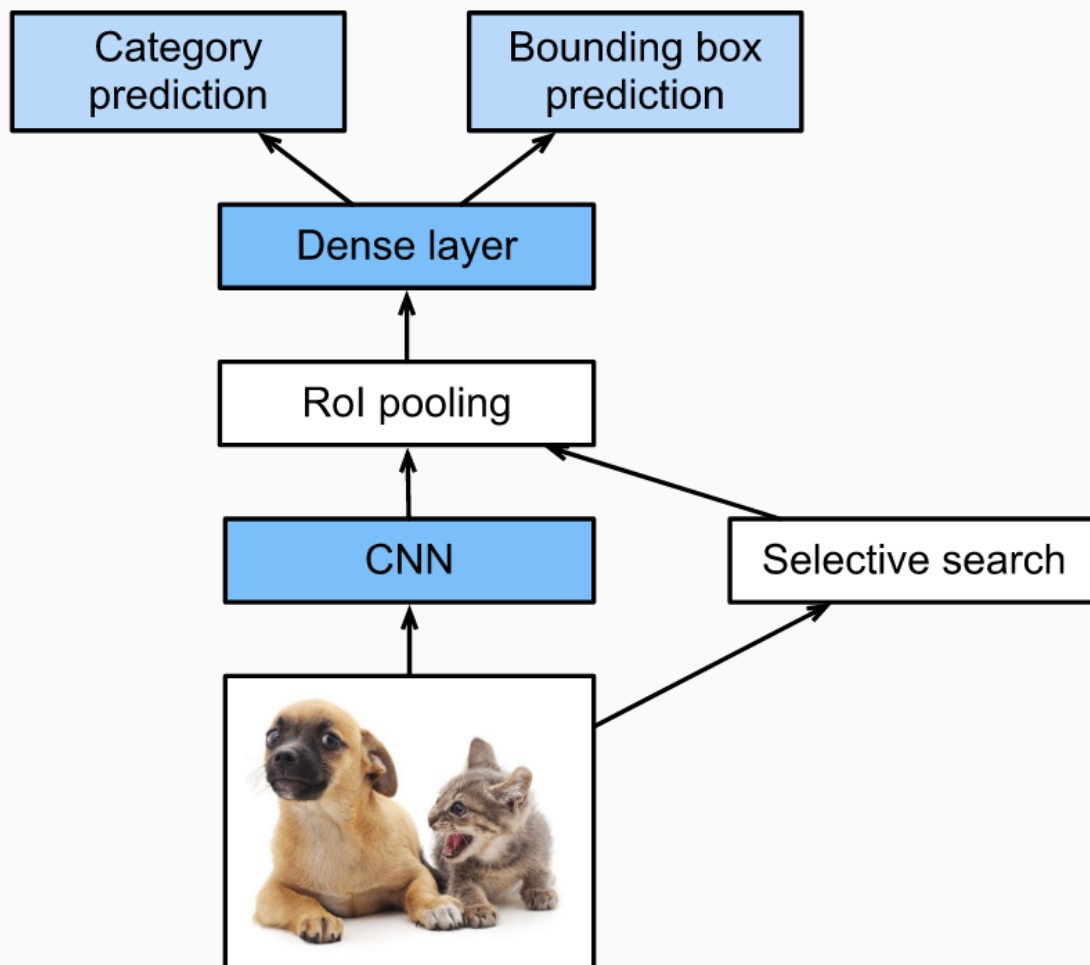 Category
prediction
Bounding box
prediction
Dense layer
RoI pooling
CNN
Selective search